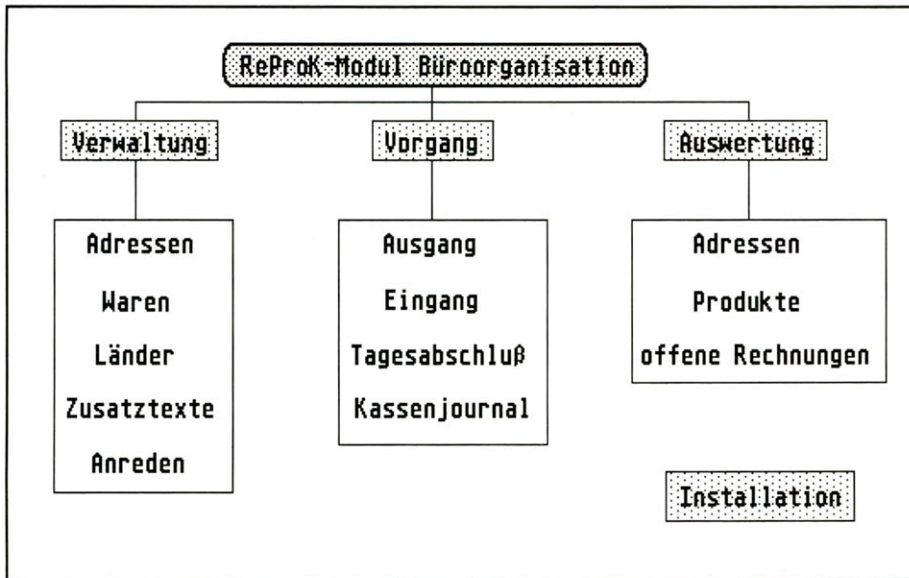 ReProK-Modul Büroorganisation
Verwaltung
Vorgang
Auswertung
Adressen
Waren
Länder
Zusatztexte
Anreden
Ausgang
Eingang
Tagesabschluß
Kassenjournal
Adressen
Produkte
offene Rechnungen
Installation